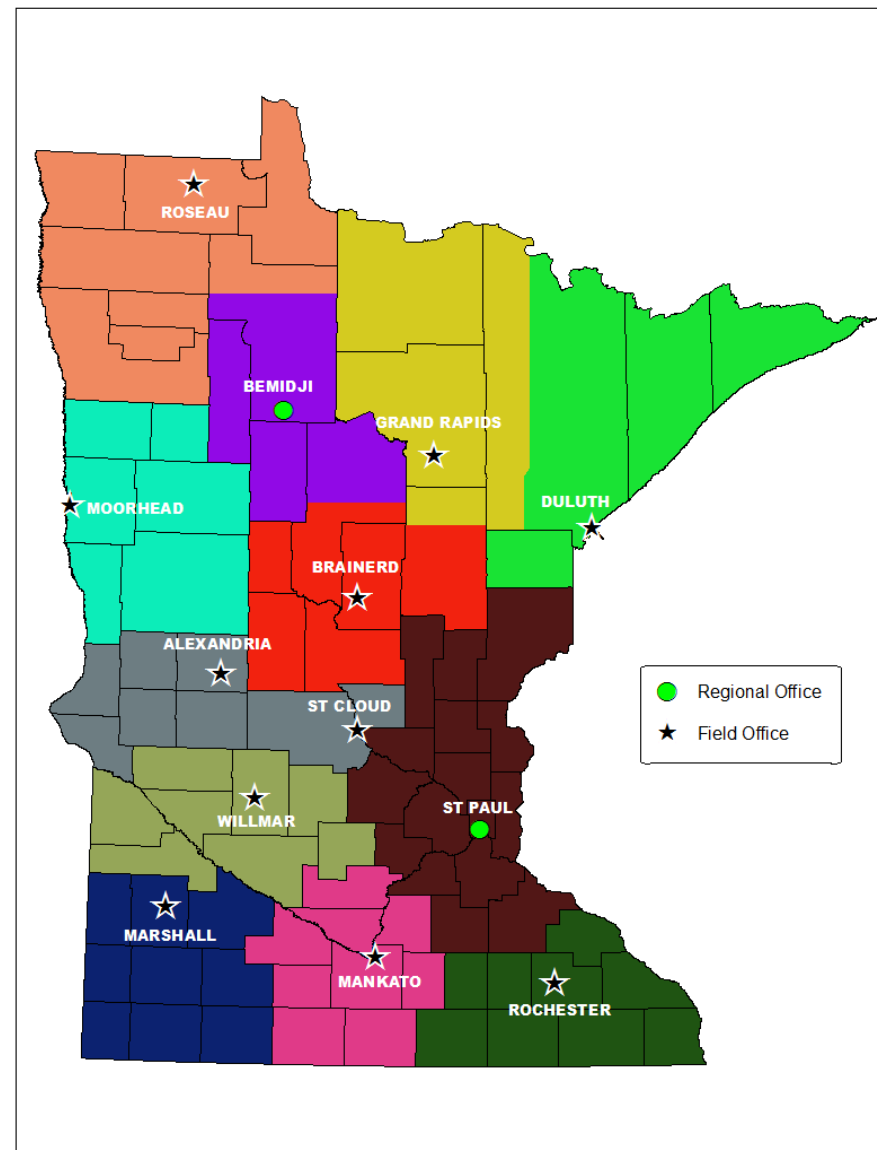 ROSEAU
BEMIDJI
GRAND RAPIDS
MOORHEAD
DULUTH
BRAINERD
ALEXANDRIA
ST CLOUD
Regional Office
Field Office
WILLMAR
ST PAUL
MARSHALL
MANKATO
ROCHESTER